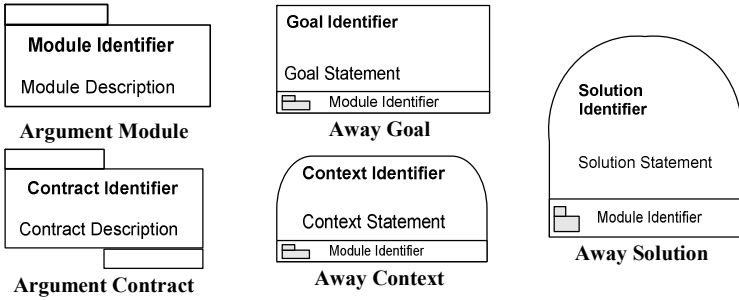 Module Identifier
Module Description
Argument Module
Contract Identifier
Contract Description
Argument Contract
Goal Identifier
Goal Statement
Module Identifier
Away Goal
Context Identifier
Context Statement
Module Identifier
Away Context
Solution
Identifier
Solution Statement
Module Identifier
Away Solution